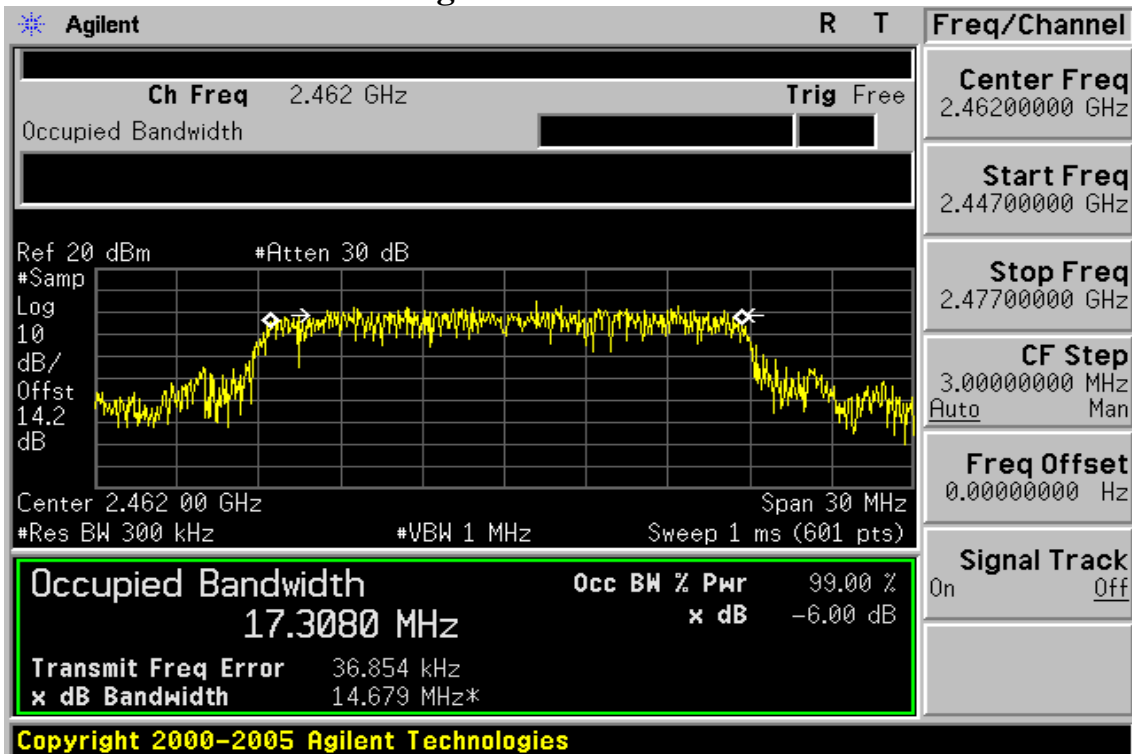 Agilent R T
Freq/Channel
Ch Freq 2.462 GHz Trig Free
Occupied Bandwidth
Center Freq
2.46200000 GHz
Start Freq
2.44700000 GHz
Stop Freq
2.47700000 GHz
CF Step
3.00000000 MHz
Auto Man
Freq Offset
0.00000000 Hz
Signal Track
On Off
Ref 20 dBm #Atten 30 dB
#Samp
Log
10
dB/
Offst
14.2
dB
Center 2.462 00 GHz Span 30 MHz
#Res BW 300 kHz #VBW 1 MHz Sweep 1 ms (601 pts)
Occupied Bandwidth Occ BW % Pwr 99.00 %
17.3080 MHz x dB -6.00 dB
Transmit Freq Error 36.854 kHz
x dB Bandwidth 14.679 MHz*
Copyright 2000-2005 Agilent Technologies